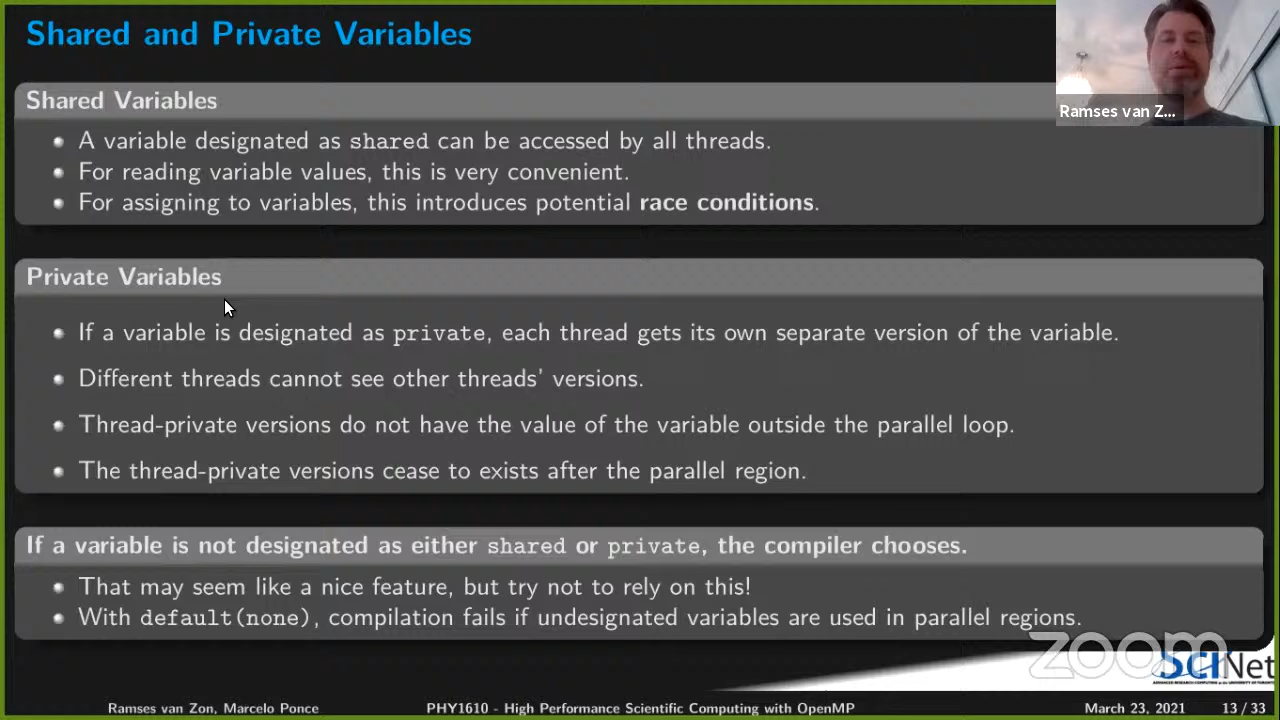 Shared and Private Variables
Ramses van Z...
Shared Variables
A variable designated as shared can be accessed by all threads.
For reading variable values, this is very convenient.
For assigning to variables, this introduces potential race conditions.
Private Variables
If a variable is designated as private, each thread gets its own separate version of the variable.
Different threads cannot see other threads' versions.
Thread-private versions do not have the value of the variable outside the parallel loop.
The thread-private versions cease to exists after the parallel region.
If a variable is not designated as either shared or private, the compiler chooses.
That may seem like a nice feature, but try not to rely on this!
With default(none), compilation fails if undesignated variables are used in parallel regions.
zoom
SCINet
Ramses van Zon, Marcelo Ponce
PHY1610 - High Performance Scientific Computing with OpenMP
March 23, 2021
13 / 33